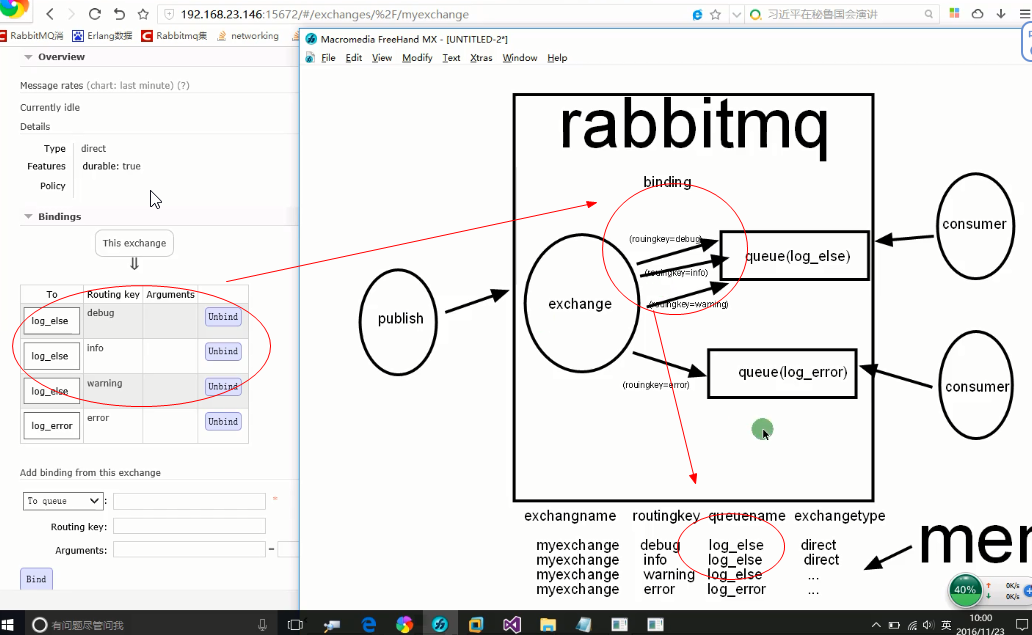 192.168.23.146:15672/#/exchanges/%2F/myexchange
习近平在秘鲁国会演讲
RabbitMQ消
Erlang数据
Rabbitmq集
networking
Macromedia FreeHand MX - [UNTITLED-2*]
File Edit View Modify Text Xtras Window Help
Overview
Message rates (chart: last minute) (?)
Currently idle
Details
Type direct
Features durable: true
Policy
Bindings
This exchange
⇓
To Routing key Arguments
log_else debug Unbind
log_else info Unbind
log_else warning Unbind
log_error error Unbind
Add binding from this exchange
To queue : *
Routing key:
Arguments: =
Bind
rabbitmq
binding
(rouingkey=debug)
(rouingkey=info)
(rouingkey=warning)
(rouingkey=error)
publish
exchange
queue(log_else)
queue(log_error)
consumer
consumer
exchangname routingkey queuename exchangetype
myexchange debug log_else direct
myexchange info log_else direct
myexchange warning log_else ...
myexchange error log_error ...
40%
0K/s
0K/s
有问题尽管问我
英
10:00
2016/11/23